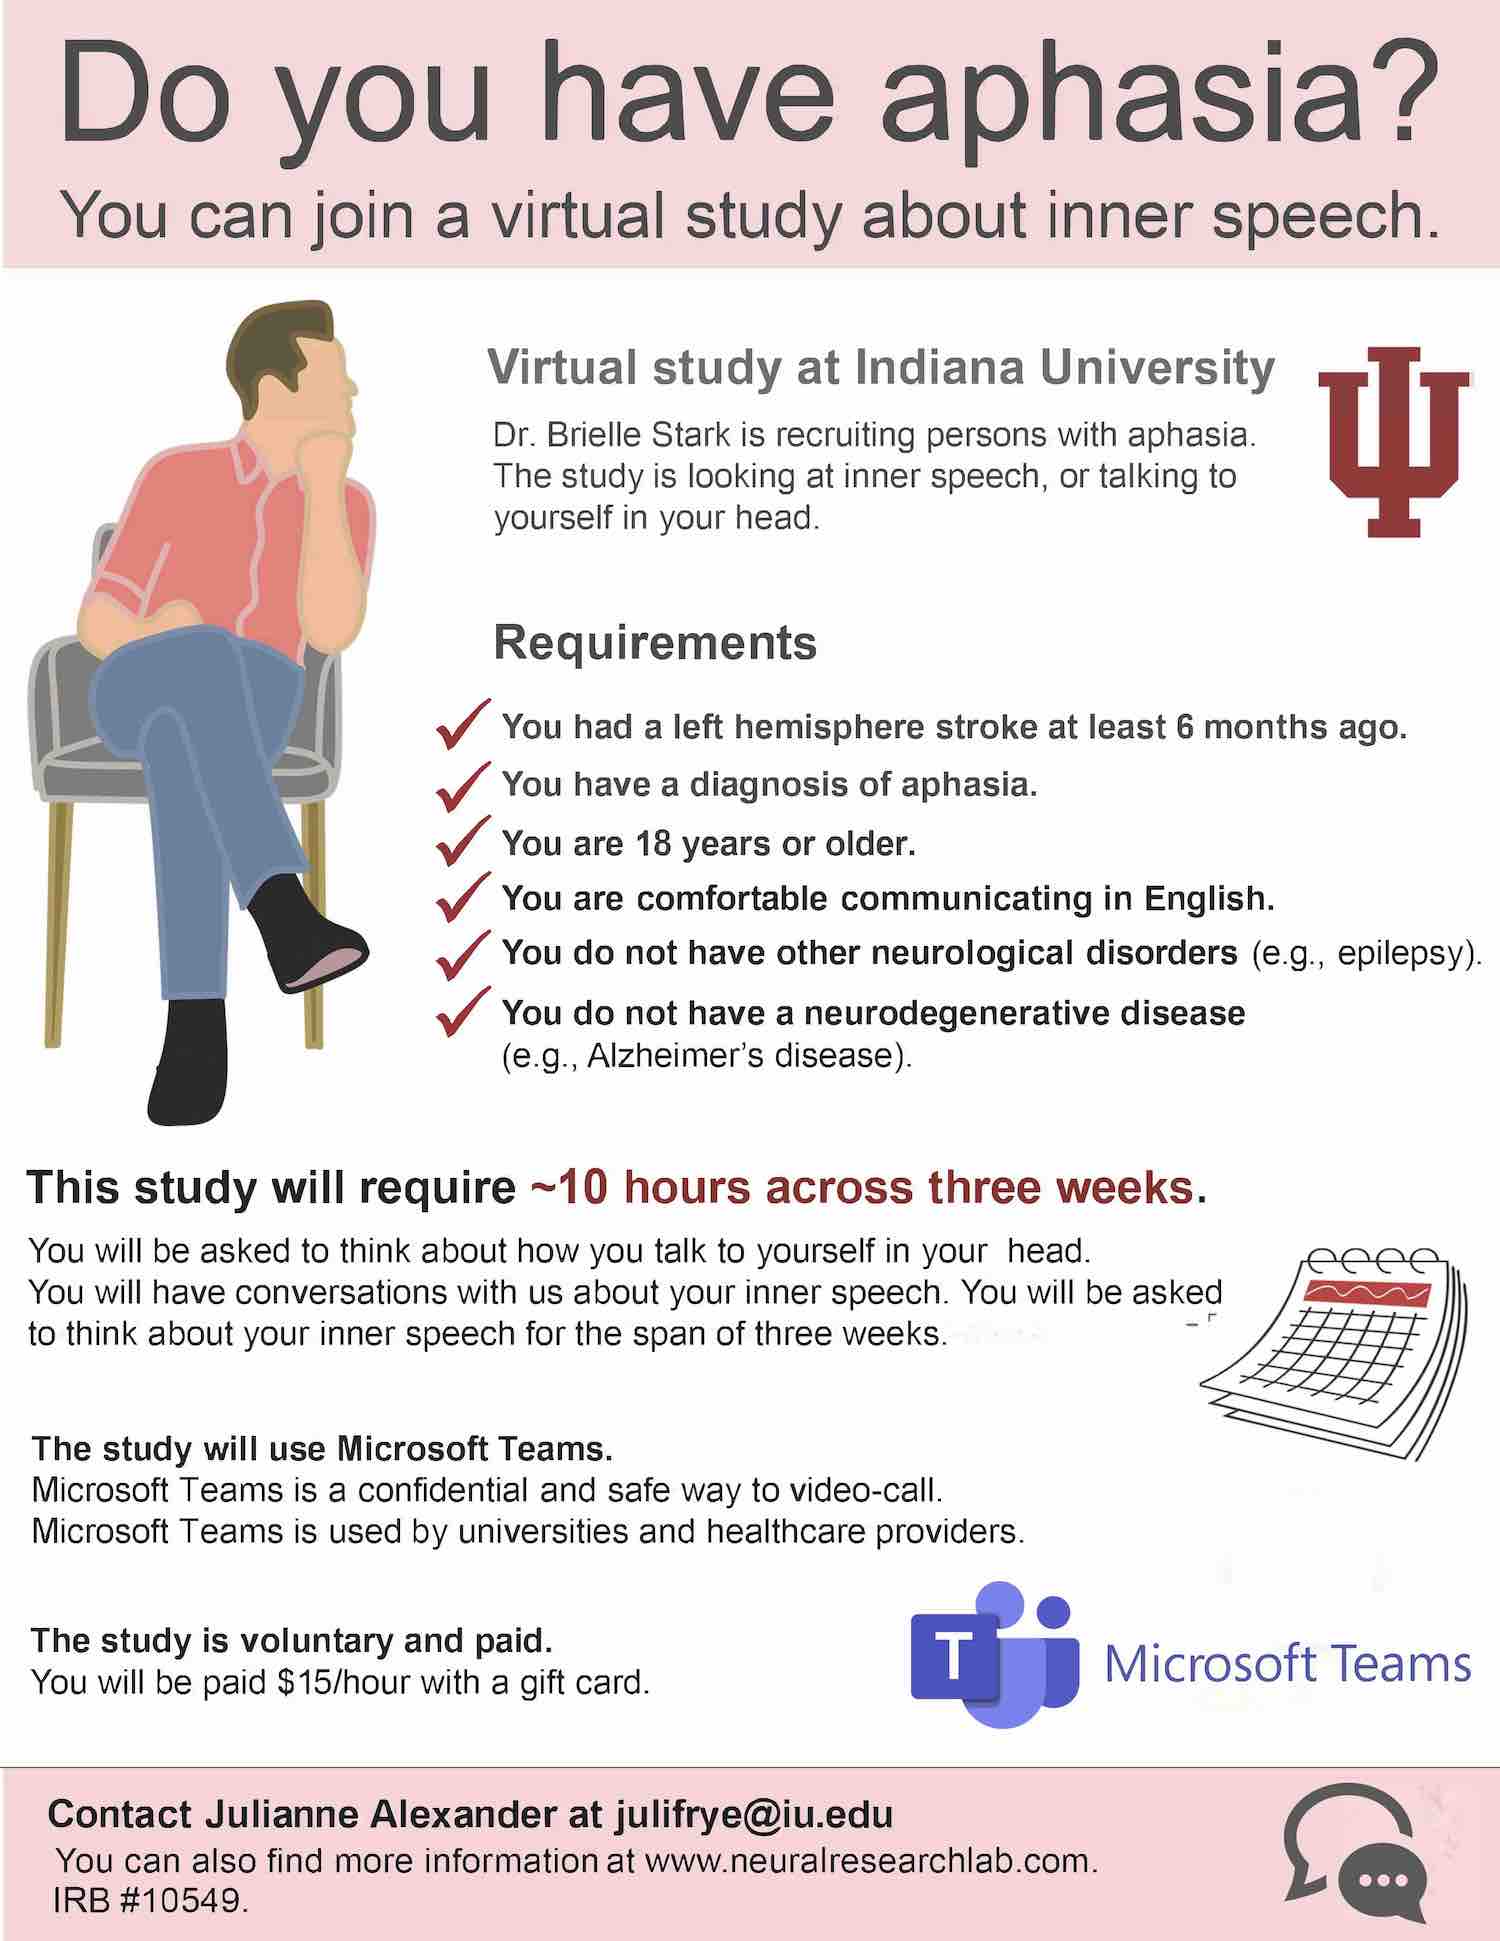 Do you have aphasia?
You can join a virtual study about inner speech.
Virtual study at Indiana University
Dr. Brielle Stark is recruiting persons with aphasia.
The study is looking at inner speech, or talking to
yourself in your head.
Requirements
You had a left hemisphere stroke at least 6 months ago.
You have a diagnosis of aphasia.
You are 18 years or older.
You are comfortable communicating in English.
You do not have other neurological disorders (e.g., epilepsy).
You do not have a neurodegenerative disease
(e.g., Alzheimer’s disease).
This study will require ~10 hours across three weeks.
You will be asked to think about how you talk to yourself in your head.
You will have conversations with us about your inner speech. You will be asked
to think about your inner speech for the span of three weeks.
The study will use Microsoft Teams.
Microsoft Teams is a confidential and safe way to video-call.
Microsoft Teams is used by universities and healthcare providers.
The study is voluntary and paid.
You will be paid $15/hour with a gift card.
T Microsoft Teams
Contact Julianne Alexander at julifrye@iu.edu
You can also find more information at www.neuralresearchlab.com.
IRB #10549.